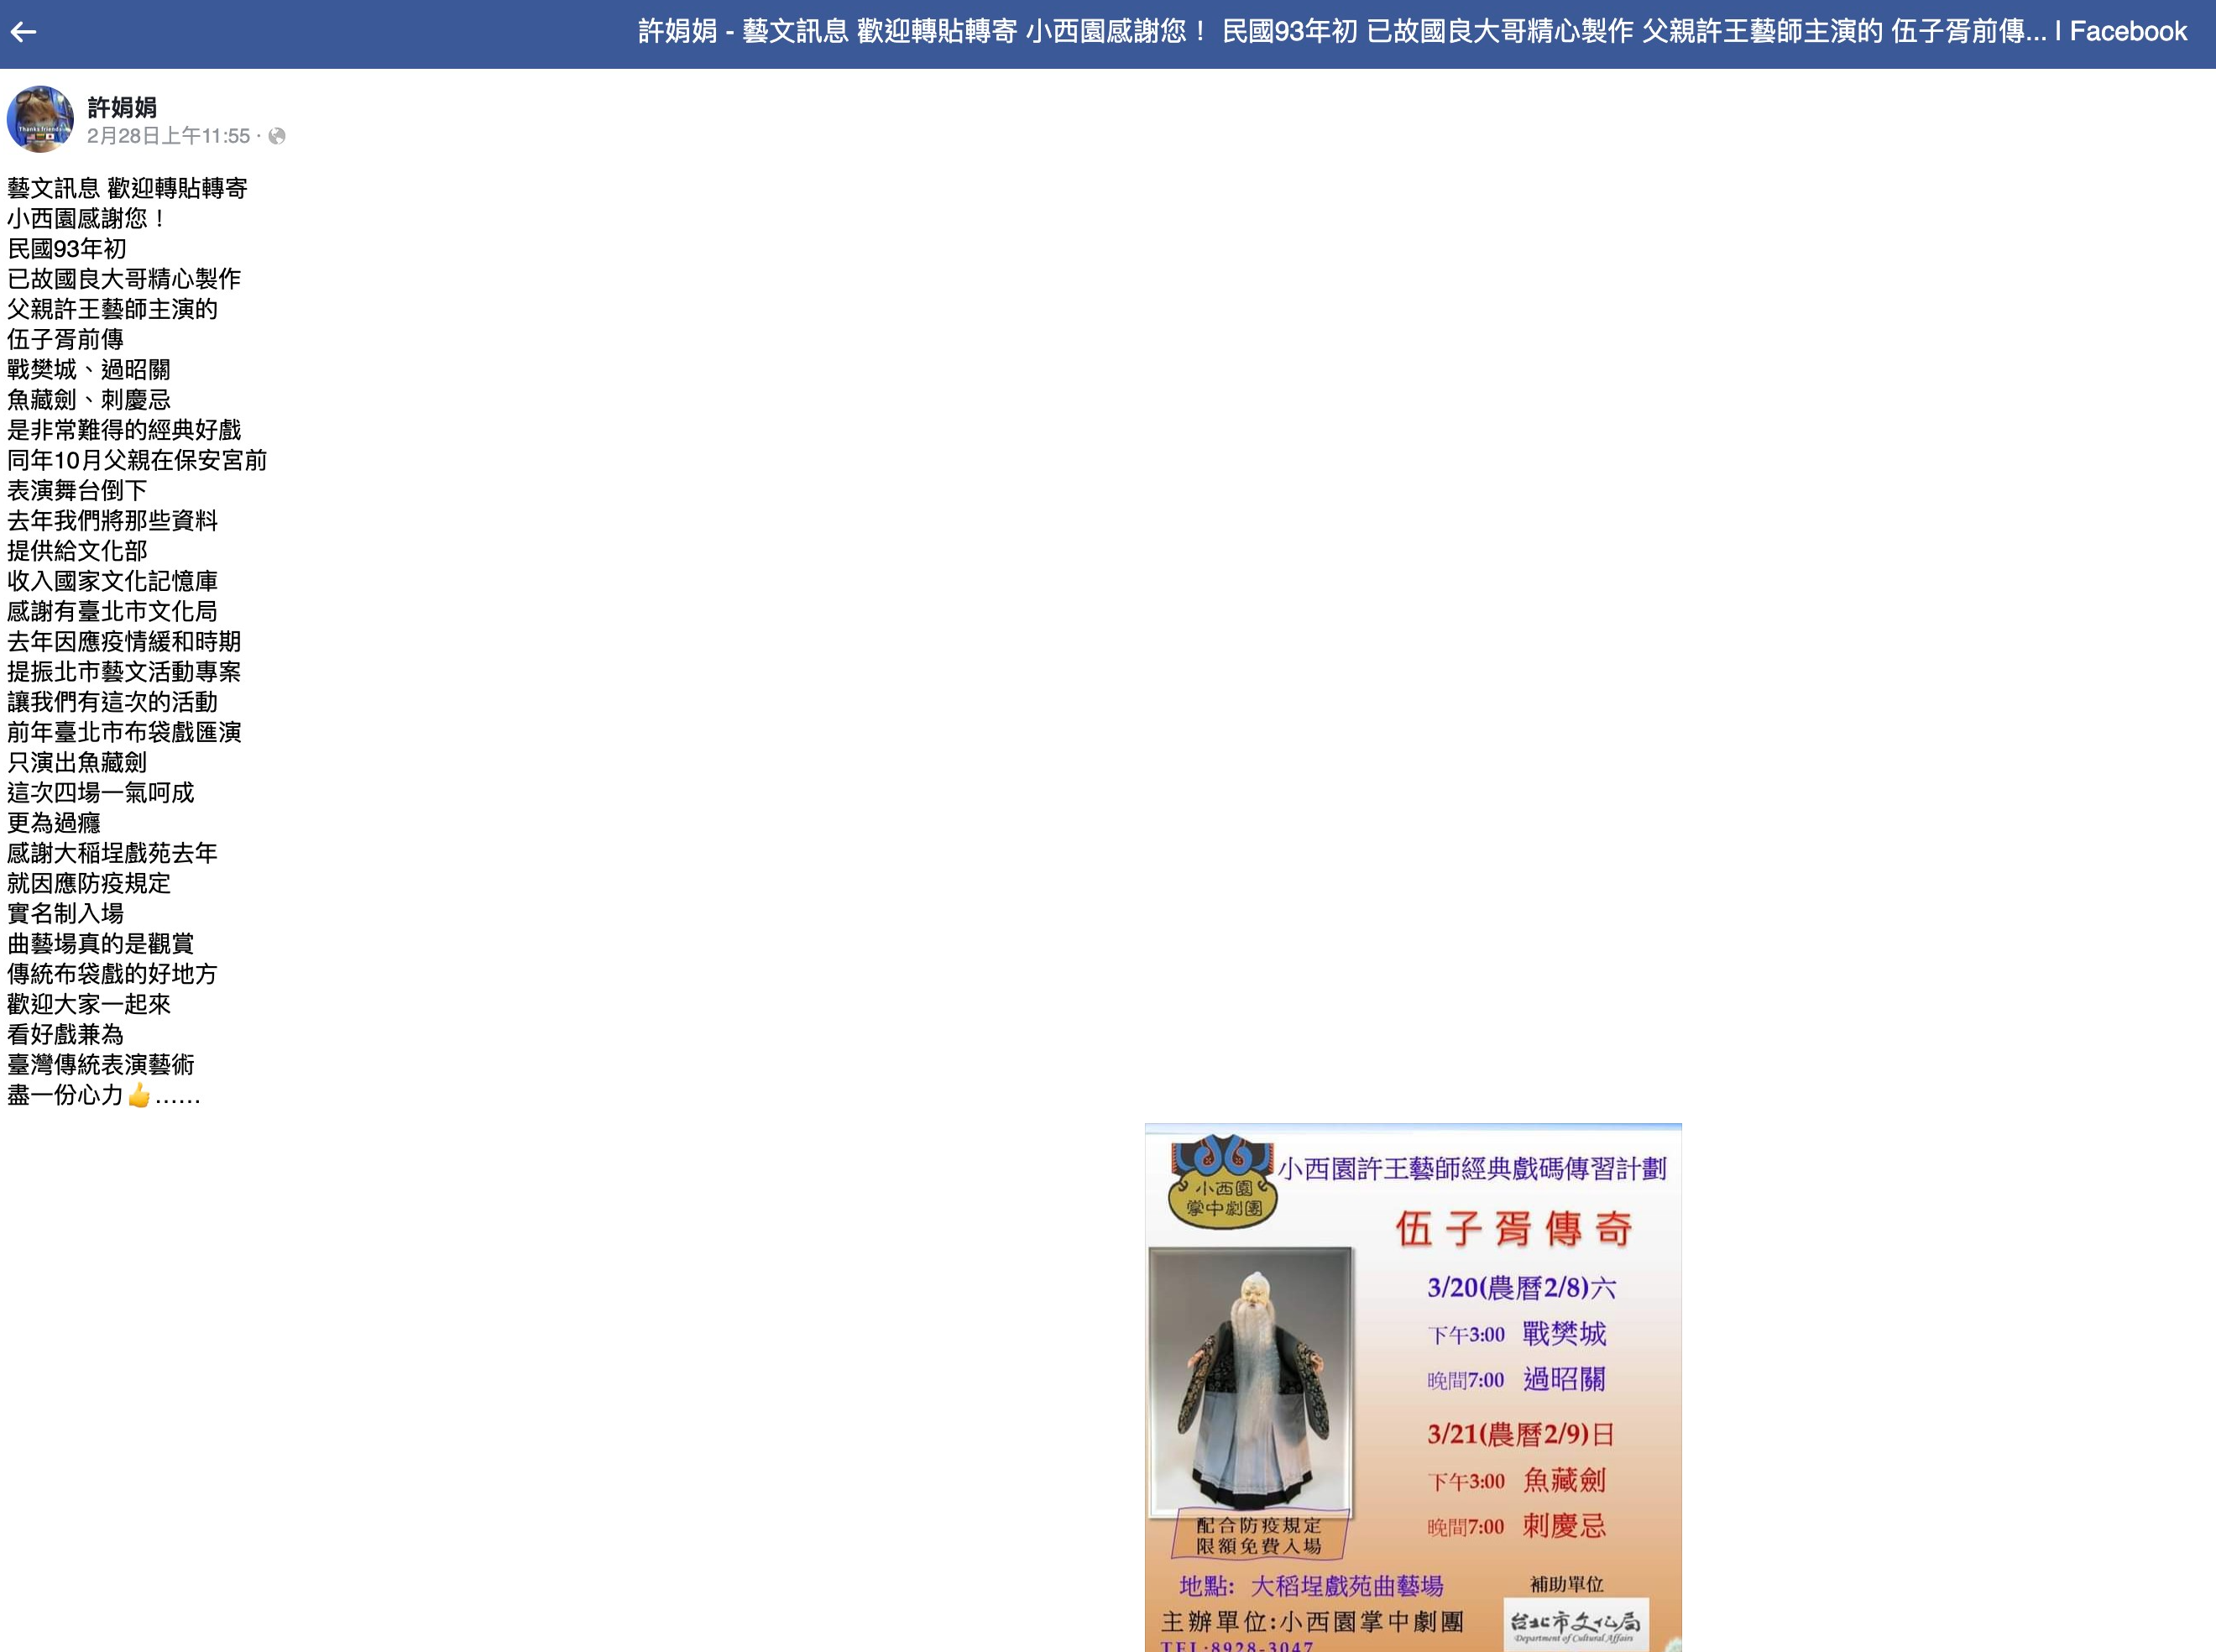 許娟娟 - 藝文訊息 歡迎轉貼轉寄 小西園感謝您！ 民國93年初 已故國良大哥精心製作 父親許王藝師主演的 伍子胥前傳... | Facebook
許娟娟
2月28日上午11:55 ·
藝文訊息 歡迎轉貼轉寄
小西園感謝您！
民國93年初
已故國良大哥精心製作
父親許王藝師主演的
伍子胥前傳
戰樊城、過昭關
魚藏劍、刺慶忌
是非常難得的經典好戲
同年10月父親在保安宮前
表演舞台倒下
去年我們將那些資料
提供給文化部
收入國家文化記憶庫
感謝有臺北市文化局
去年因應疫情緩和時期
提振北市藝文活動專案
讓我們有這次的活動
前年臺北市布袋戲匯演
只演出魚藏劍
這次四場一氣呵成
更為過癮
感謝大稻埕戲苑去年
就因應防疫規定
實名制入場
曲藝場真的是觀賞
傳統布袋戲的好地方
歡迎大家一起來
看好戲兼為
臺灣傳統表演藝術
盡一份心力👍……
小西園
掌中劇團
小西園許王藝師經典戲碼傳習計劃
伍子胥傳奇
3/20(農曆2/8)六
下午3:00 戰樊城
晚間7:00 過昭關
3/21(農曆2/9)日
下午3:00 魚藏劍
晚間7:00 刺慶忌
配合防疫規定
限額免費入場
地點: 大稻埕戲苑曲藝場
主辦單位:小西園掌中劇團
TEL:8928-3047
補助單位
台北市文化局
Department of Cultural Affairs